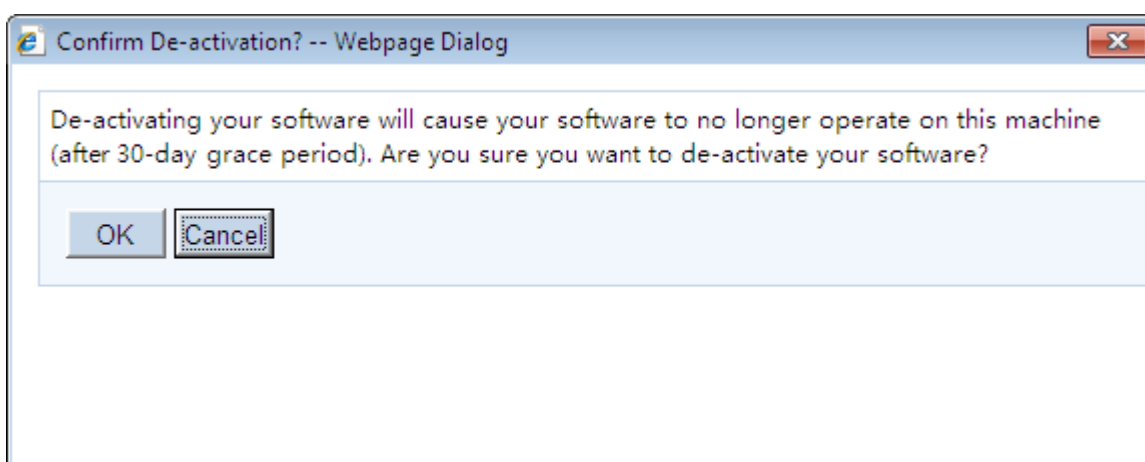 Confirm De-activation? -- Webpage Dialog
De-activating your software will cause your software to no longer operate on this machine
(after 30-day grace period). Are you sure you want to de-activate your software?
OK Cancel